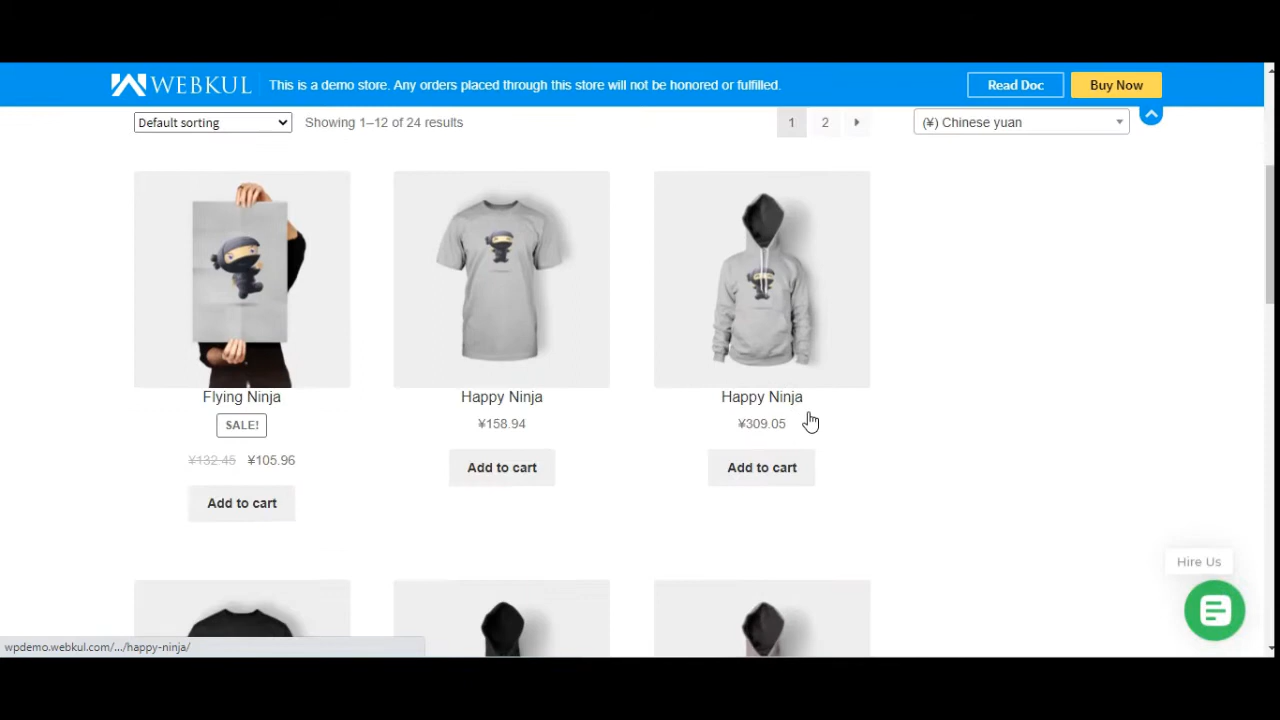 WEBKUL
This is a demo store. Any orders placed through this store will not be honored or fulfilled.
Read Doc
Buy Now
Default sorting
Showing 1–12 of 24 results
1
2
(¥) Chinese yuan
Flying Ninja
SALE!
¥132.45 ¥105.96
Add to cart
Happy Ninja
¥158.94
Add to cart
Happy Ninja
¥309.05
Add to cart
Hire Us
wpdemo.webkul.com/.../happy-ninja/